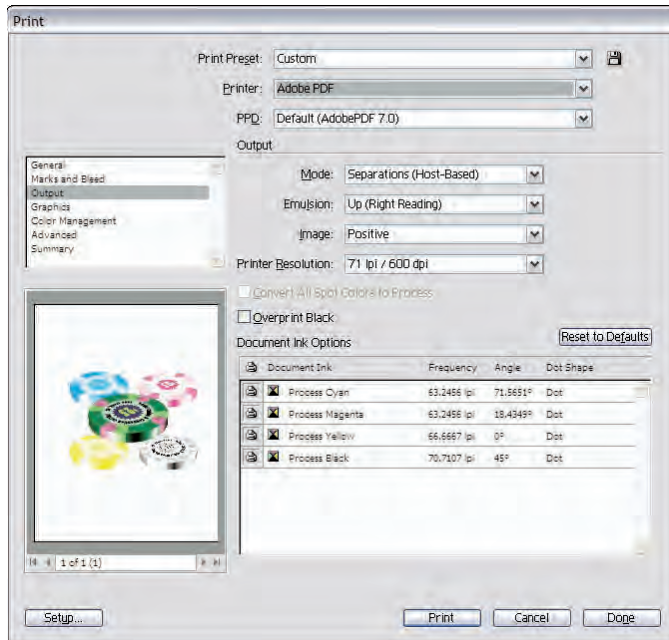 Print
Print Preset: Custom
Printer: Adobe PDF
PPD: Default (AdobePDF 7.0)
General
Marks and Bleed
Output
Graphics
Color Management
Advanced
Summary
Output
Mode: Separations (Host-Based)
Emulsion: Up (Right Reading)
Image: Positive
Printer Resolution: 71 lpi / 600 dpi
Convert All Spot Colors to Process
Overprint Black
Document Ink Options
Reset to Defaults
Document Ink Frequency Angle Dot Shape
Process Cyan 63.2456 lpi 71.5651° Dot
Process Magenta 63.2456 lpi 18.4349° Dot
Process Yellow 66.6667 lpi 0° Dot
Process Black 70.7107 lpi 45° Dot
1 of 1 (1)
Setup... Print Cancel Done